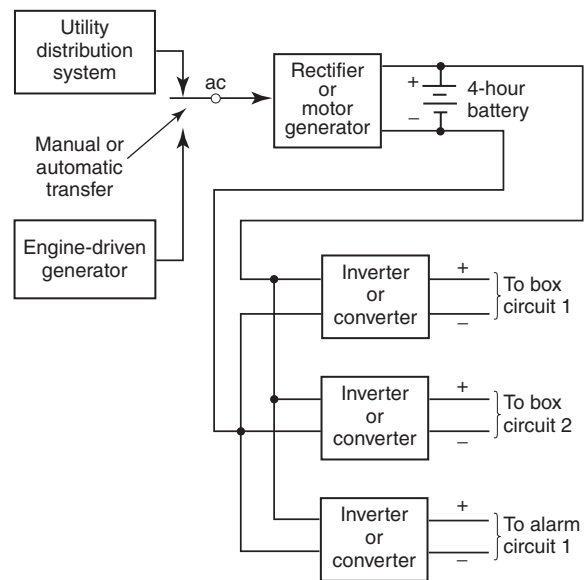 Utility
distribution
system
ac
Rectifier
or
motor
generator
+
−
4-hour
battery
Manual or
automatic
transfer
Engine-driven
generator
Inverter
or
converter
+
−
To box
circuit 1
Inverter
or
converter
+
−
To box
circuit 2
Inverter
or
converter
+
−
To alarm
circuit 1